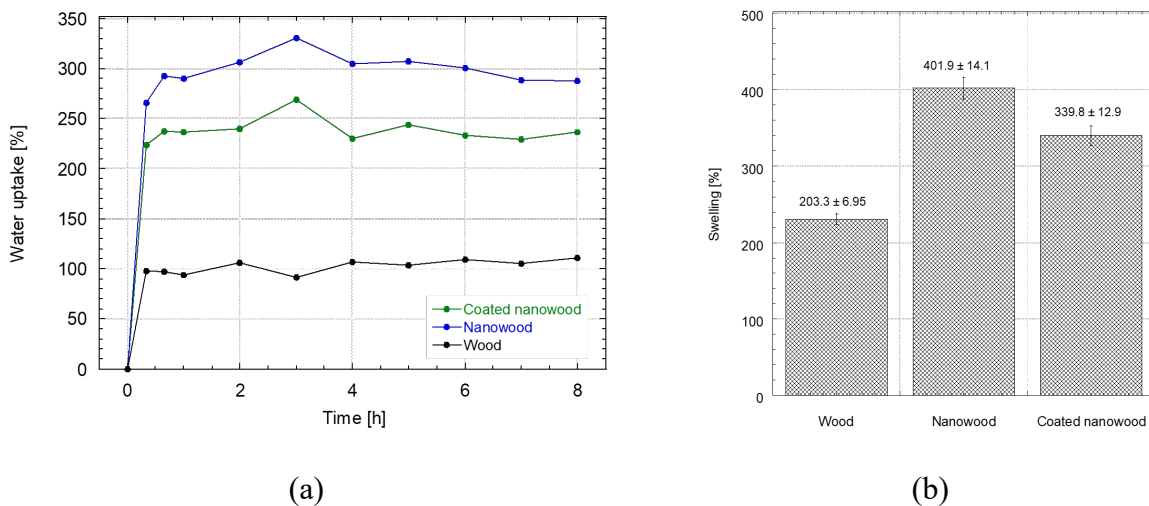 350
300
250
200
150
100
50
0
Water uptake [%]
0 2 4 6 8
Time [h]
Coated nanowood
Nanowood
Wood
(a)
500
400
300
200
100
0
Swelling [%]
203.3 ± 6.95
401.9 ± 14.1
339.8 ± 12.9
Wood Nanowood Coated nanowood
(b)